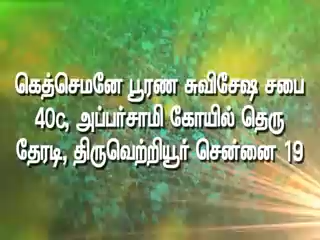 கெத்செமனே பூரண சுவிசேஷ சபை
40c, அப்பர்சாமி கோயில் தெரு
தேரடி, திருவெற்றியூர் சென்னை 19